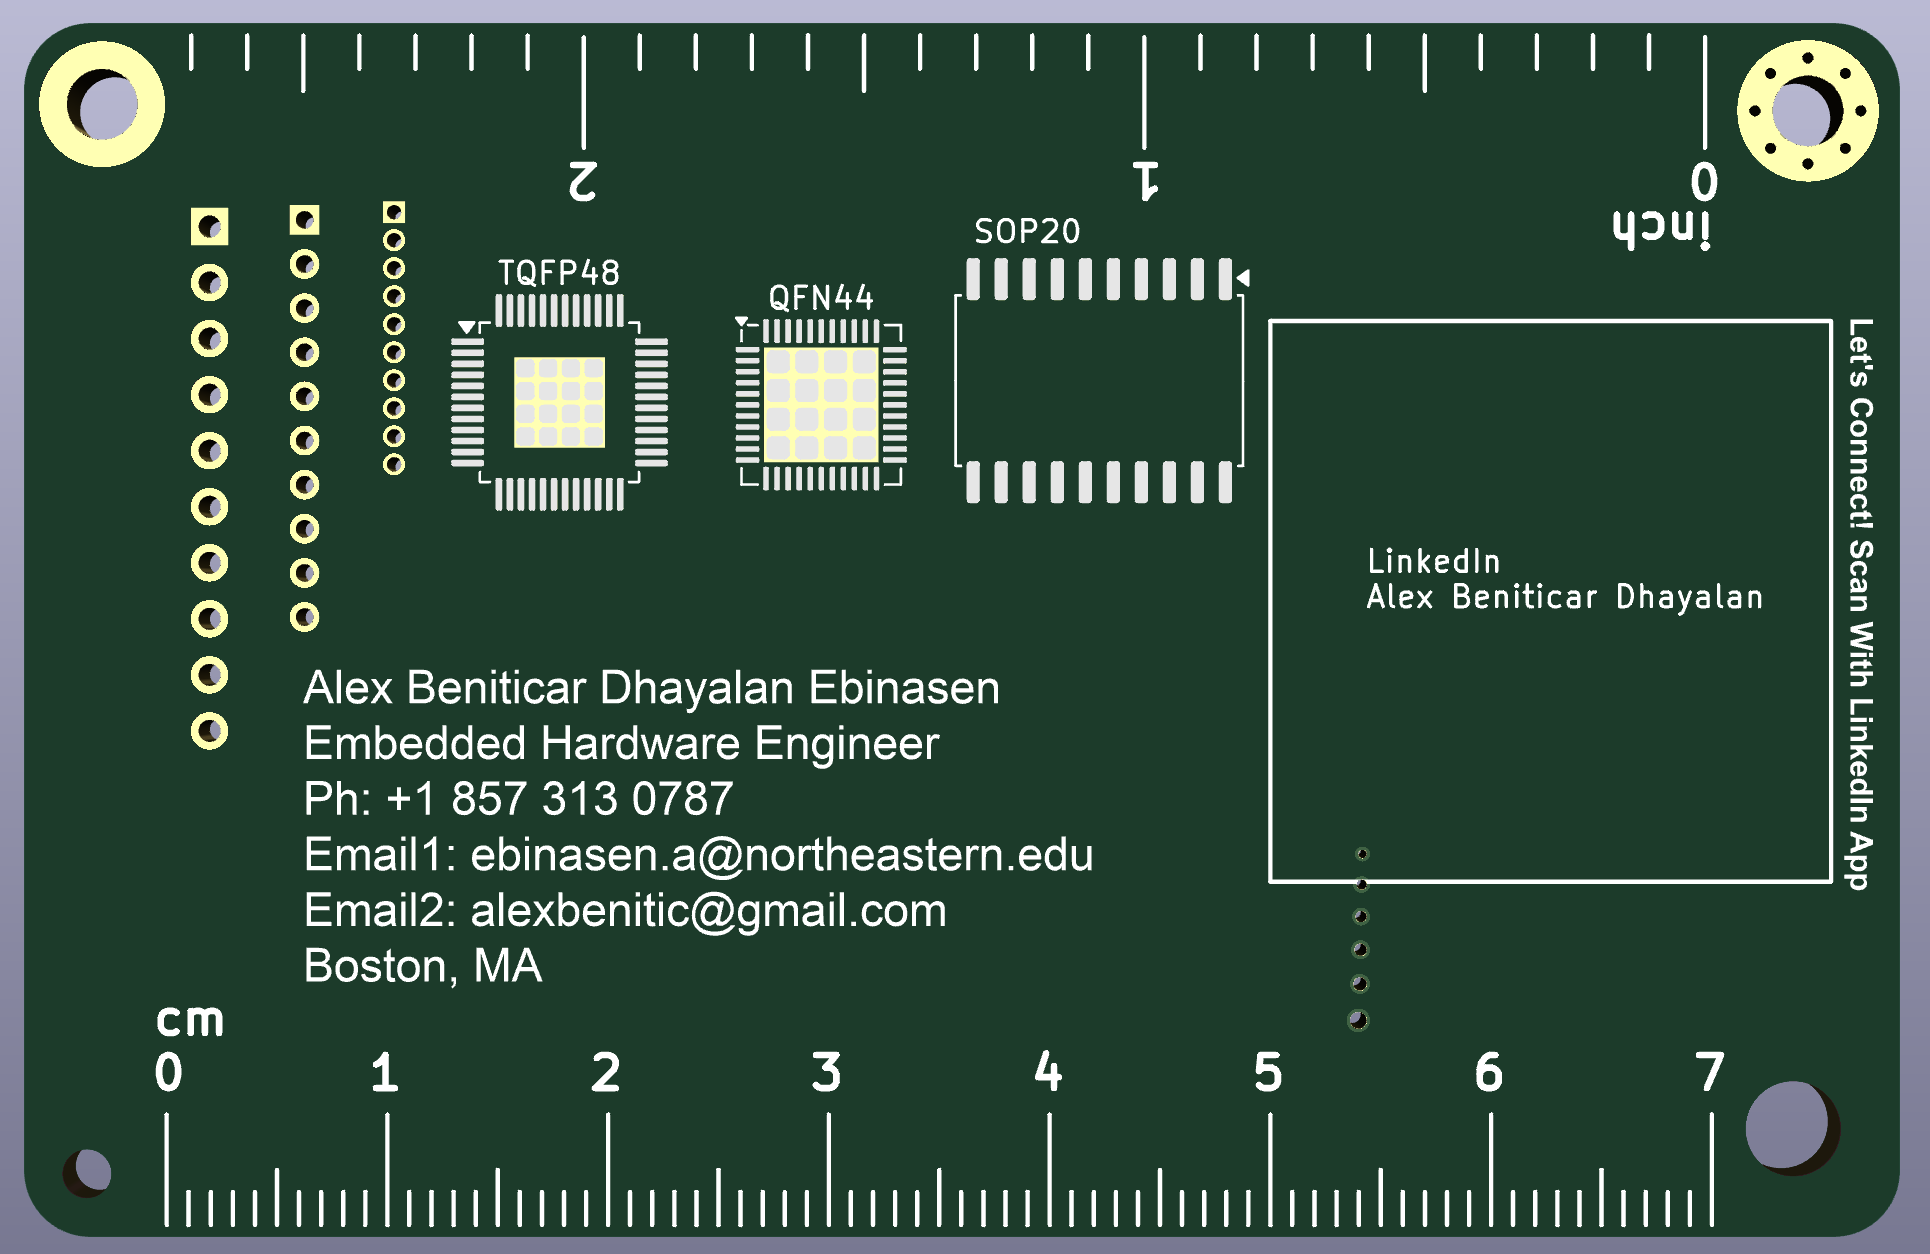 2
1
0
inch
SOP20
TQFP48
QFN44
LinkedIn
Alex Beniticar Dhayalan
Let's Connect! Scan With LinkedIn App
Alex Beniticar Dhayalan Ebinasen
Embedded Hardware Engineer
Ph: +1 857 313 0787
Email1: ebinasen.a@northeastern.edu
Email2: alexbenitic@gmail.com
Boston, MA
cm
0 1 2 3 4 5 6 7